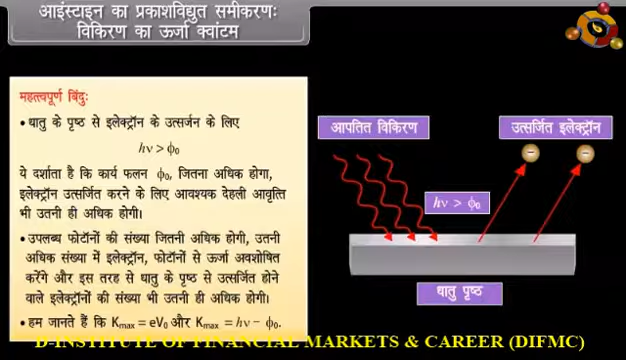 आइंस्टाइन का प्रकाशविद्युत समीकरणः
विकिरण का ऊर्जा क्वांटम
महत्त्वपूर्ण बिंदुः
• धातु के पृष्ठ से इलेक्ट्रॉन के उत्सर्जन के लिए
hν > ϕ₀
ये दर्शाता है कि कार्य फलन ϕ₀, जितना अधिक होगा,
इलेक्ट्रॉन उत्सर्जित करने के लिए आवश्यक देहली आवृत्ति
भी उतनी ही अधिक होगी।
• उपलब्ध फोटॉनों की संख्या जितनी अधिक होगी, उतनी
अधिक संख्या में इलेक्ट्रॉन, फोटॉनों से ऊर्जा अवशोषित
करेंगे और इस तरह से धातु के पृष्ठ से उत्सर्जित होने
वाले इलेक्ट्रॉनों की संख्या भी उतनी ही अधिक होगी।
• हम जानते हैं कि Kmax = eV₀ और Kmax = hν − ϕ₀.
आपतित विकिरण
उत्सर्जित इलेक्ट्रॉन
hν > ϕ₀
धातु पृष्ठ
D-INSTITUTE OF FINANCIAL MARKETS & CAREER (DIFMC)